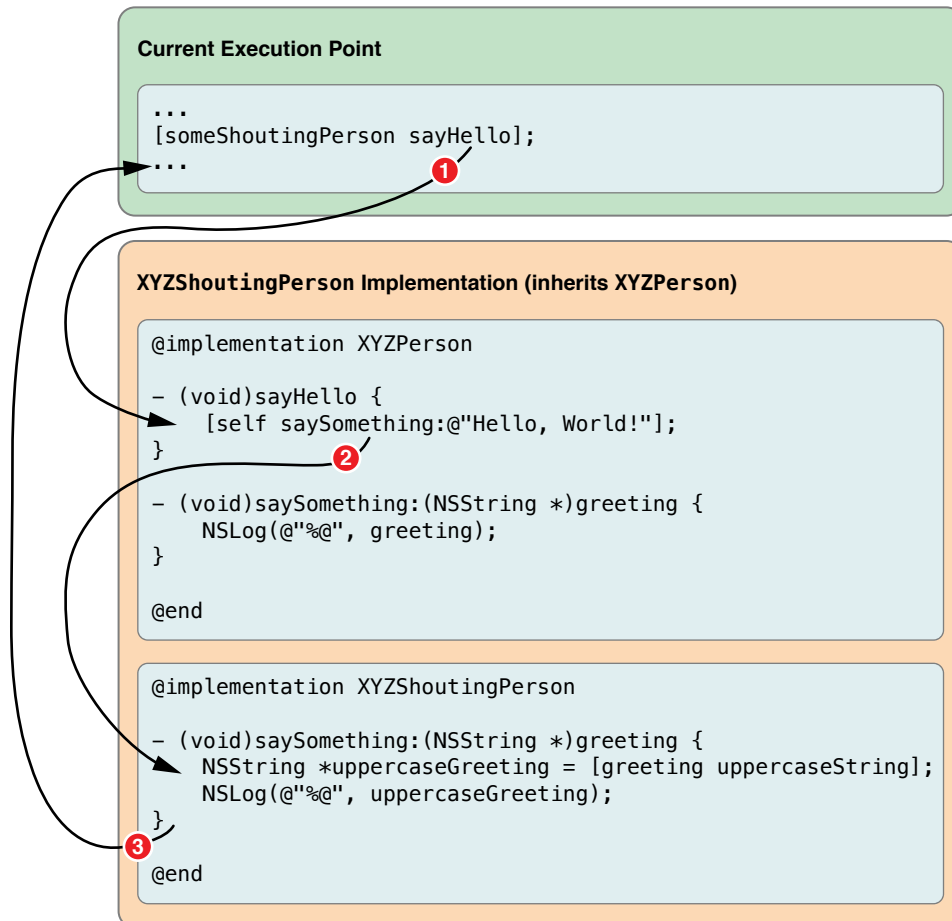 Current Execution Point
...
[someShoutingPerson sayHello];
...
1
XYZShoutingPerson Implementation (inherits XYZPerson)
@implementation XYZPerson
- (void)sayHello {
[self saySomething:@"Hello, World!"];
}
2
- (void)saySomething:(NSString *)greeting {
NSLog(@"%@", greeting);
}
@end
@implementation XYZShoutingPerson
- (void)saySomething:(NSString *)greeting {
NSString *uppercaseGreeting = [greeting uppercaseString];
NSLog(@"%@", uppercaseGreeting);
}
3
@end